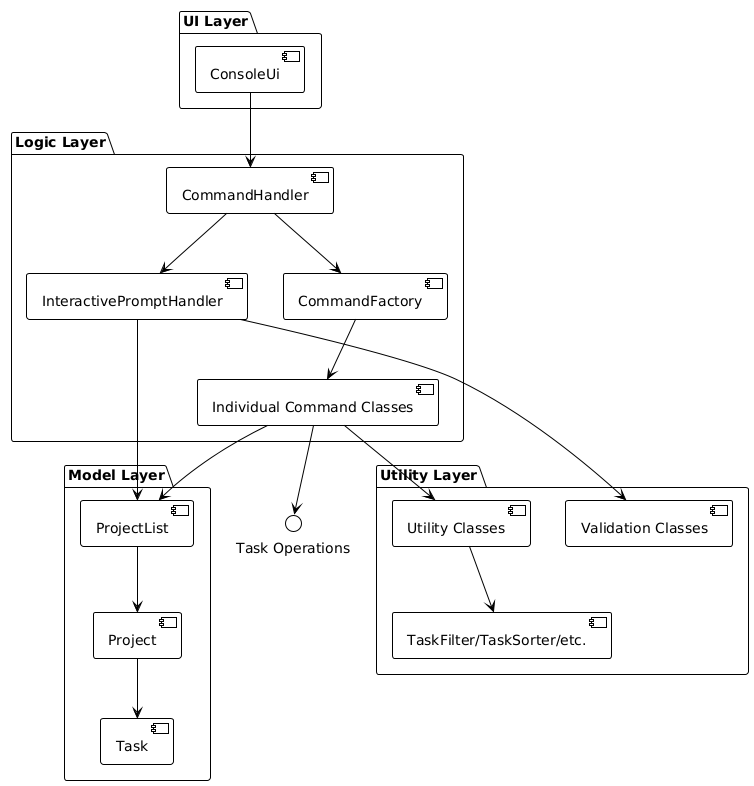 UI Layer
ConsoleUi
Logic Layer
CommandHandler
InteractivePromptHandler
CommandFactory
Individual Command Classes
Model Layer
Utility Layer
ProjectList
Utility Classes
Validation Classes
Task Operations
Project
TaskFilter/TaskSorter/etc.
Task